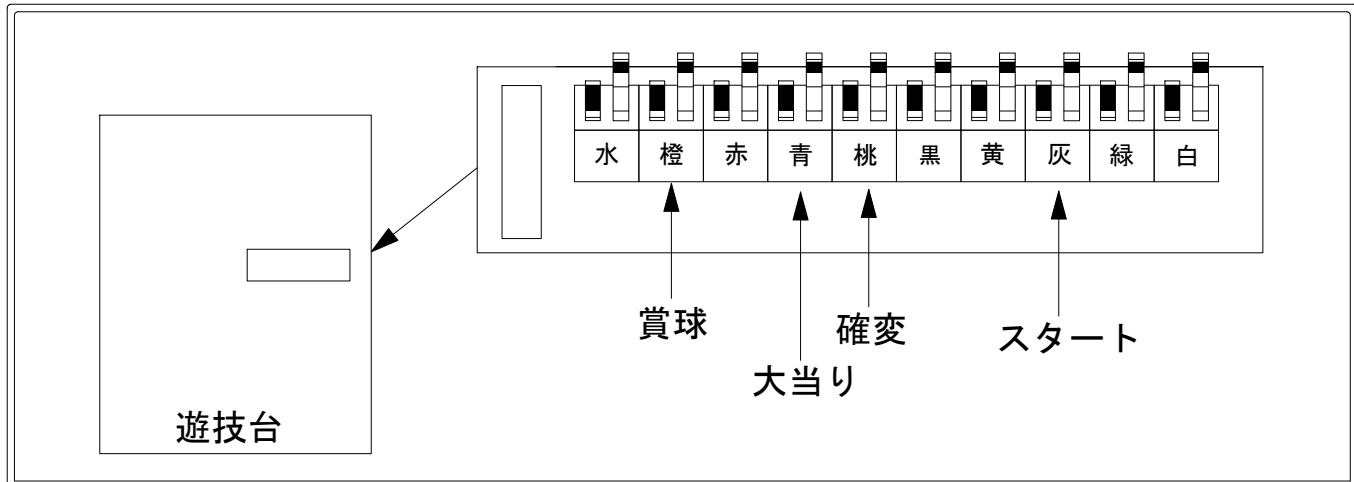 水 橙 赤 青 桃 黒 黄 灰 緑 白
賞球
大当り
確変
スタート
遊技台